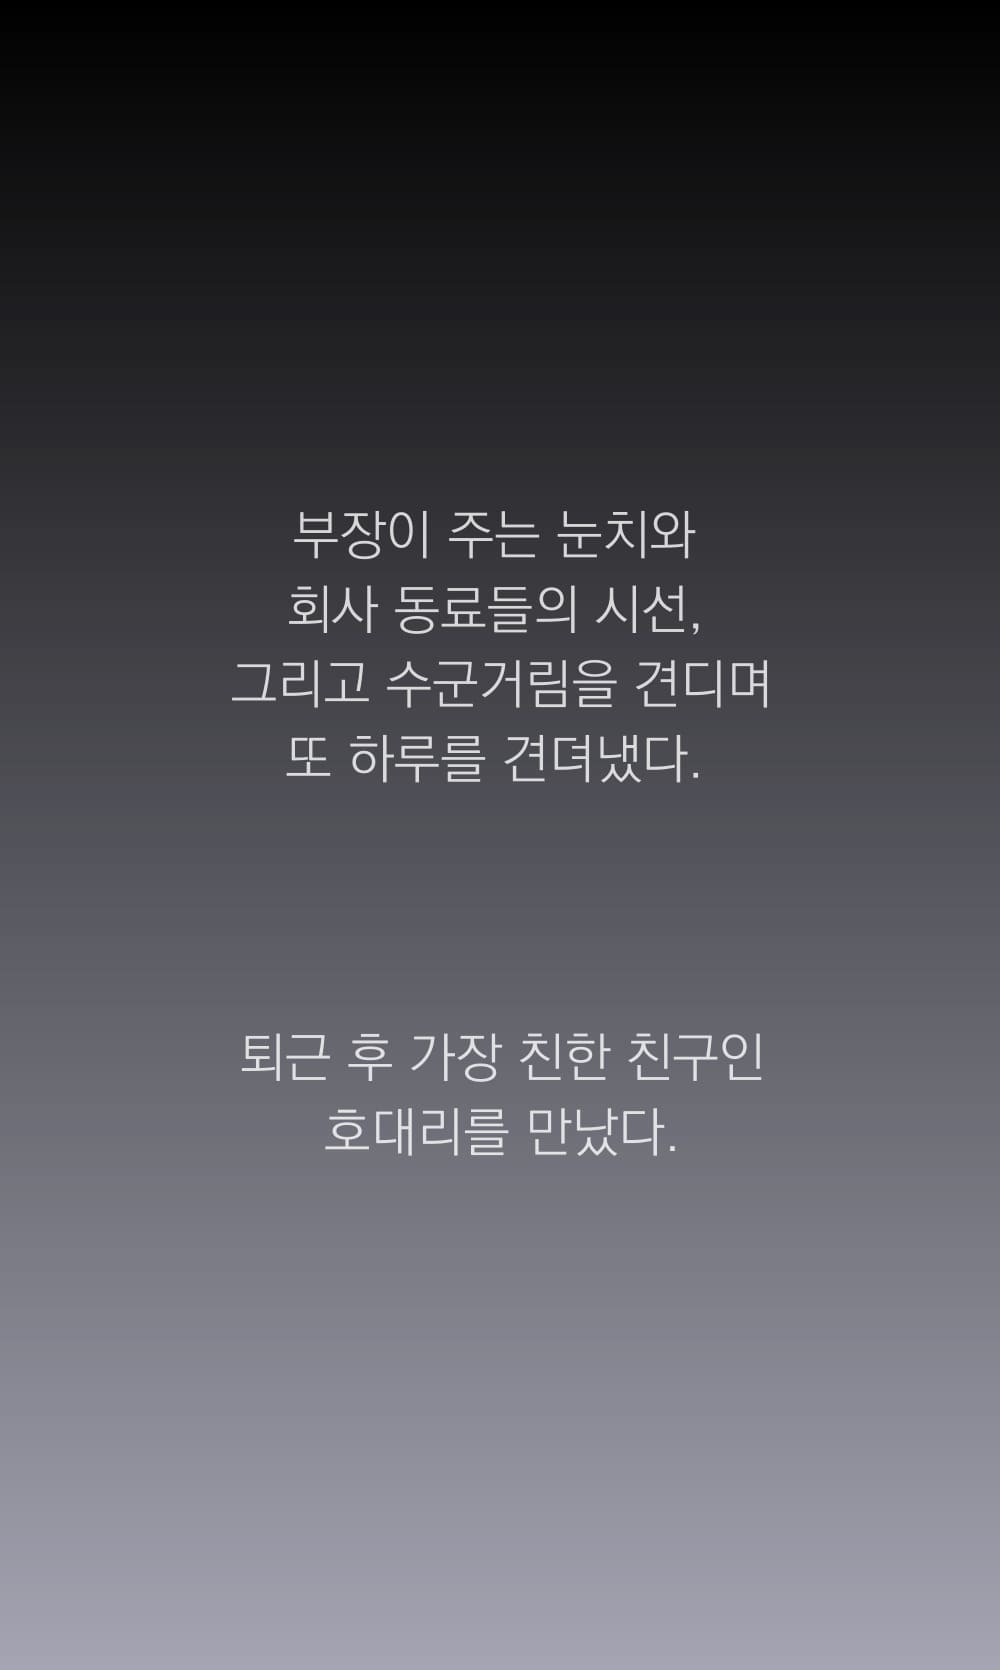 부장이 주는 눈치와
회사 동료들의 시선,
그리고 수군거림을 견디며
또 하루를 견뎌냈다.
퇴근 후 가장 친한 친구인
호대리를 만났다.